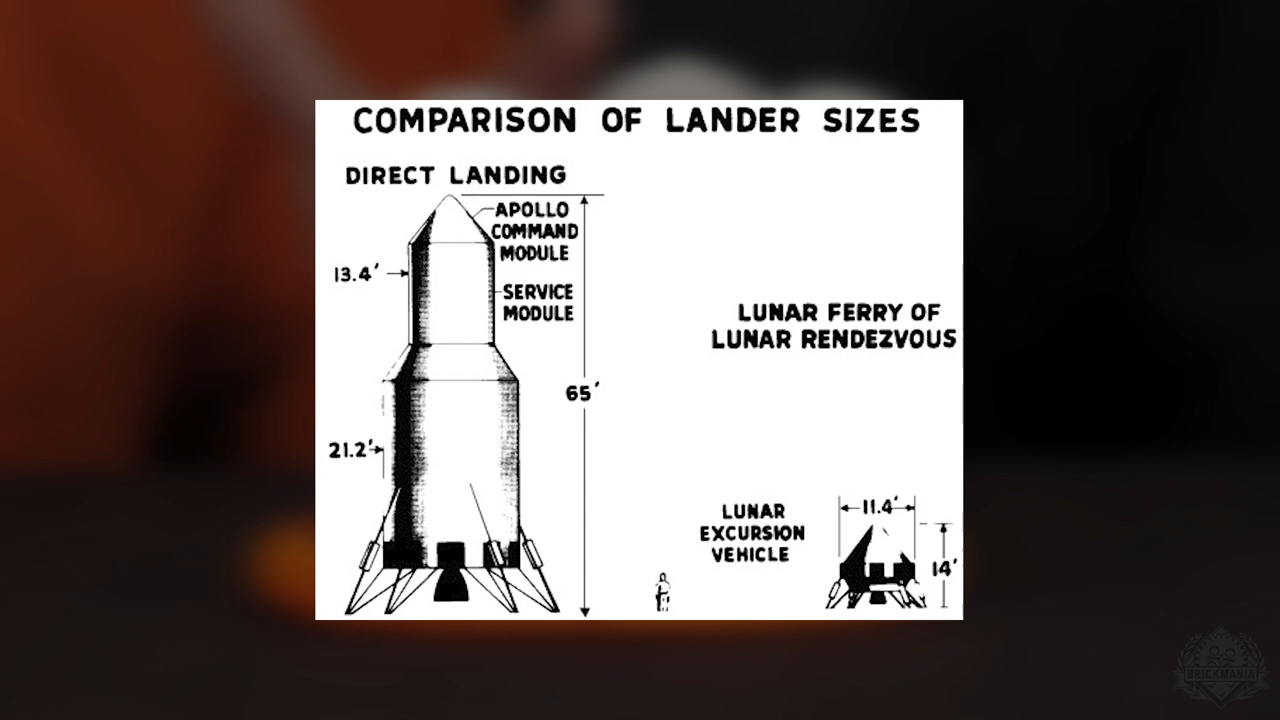 COMPARISON OF LANDER SIZES
DIRECT LANDING
APOLLO
COMMAND
MODULE
13.4'
SERVICE
MODULE
65'
21.2'
LUNAR FERRY OF
LUNAR RENDEZVOUS
LUNAR
EXCURSION
VEHICLE
11.4'
14'
BRICKMANIA